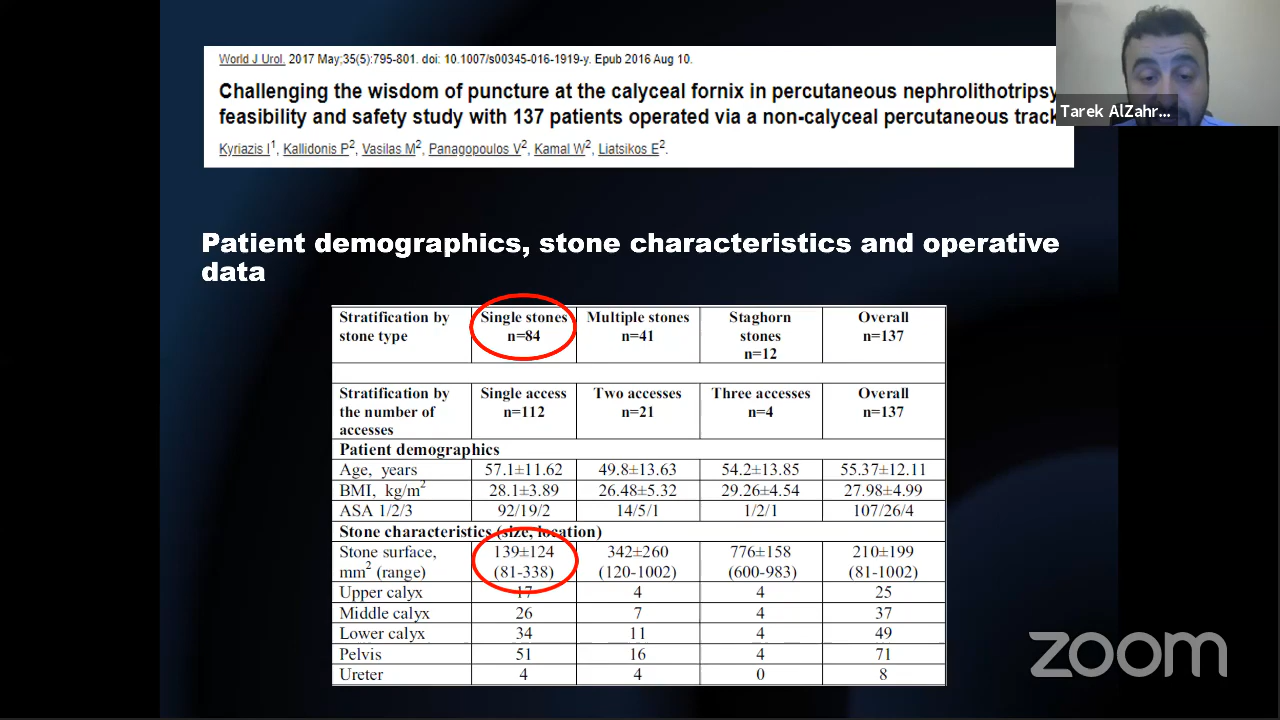 World J Urol. 2017 May;35(5):795-801. doi: 10.1007/s00345-016-1919-y. Epub 2016 Aug 10.
Challenging the wisdom of puncture at the calyceal fornix in percutaneous nephrolithotripsy
feasibility and safety study with 137 patients operated via a non-calyceal percutaneous track
Kyriazis I1, Kallidonis P2, Vasilas M2, Panagopoulos V2, Kamal W2, Liatsikos E2.
Tarek AlZahr...
Patient demographics, stone characteristics and operative
data
Stratification by stone type Single stones n=84 Multiple stones n=41 Staghorn stones n=12 Overall n=137
Stratification by the number of accesses Single access n=112 Two accesses n=21 Three accesses n=4 Overall n=137
Patient demographics
Age, years 57.1±11.62 49.8±13.63 54.2±13.85 55.37±12.11
BMI, kg/m2 28.1±3.89 26.48±5.32 29.26±4.54 27.98±4.99
ASA 1/2/3 92/19/2 14/5/1 1/2/1 107/26/4
Stone characteristics (size, location)
Stone surface, mm2 (range) 139±124 (81-338) 342±260 (120-1002) 776±158 (600-983) 210±199 (81-1002)
Upper calyx 17 4 4 25
Middle calyx 26 7 4 37
Lower calyx 34 11 4 49
Pelvis 51 16 4 71
Ureter 4 4 0 8
zoom